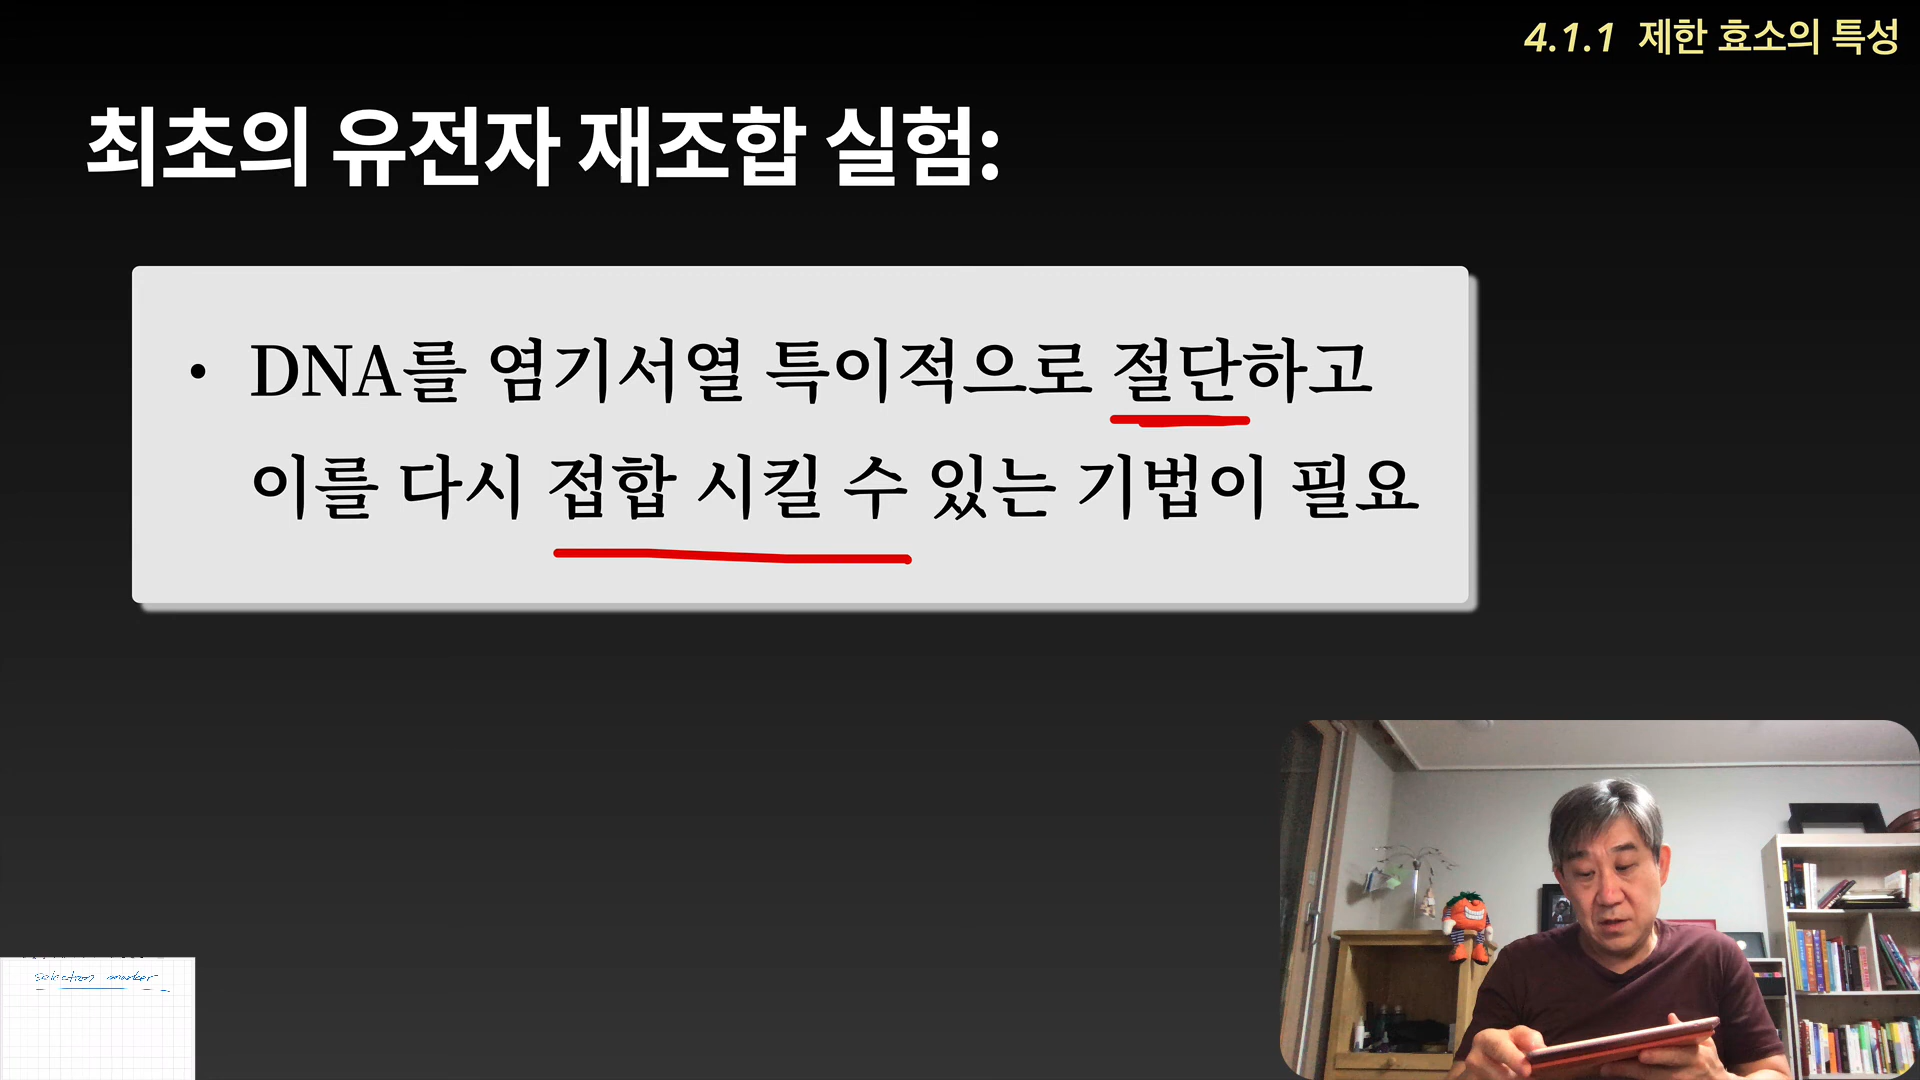 4.1.1 제한 효소의 특성
최초의 유전자 재조합 실험:
• DNA를 염기서열 특이적으로 절단하고
이를 다시 접합 시킬 수 있는 기법이 필요
selection marker